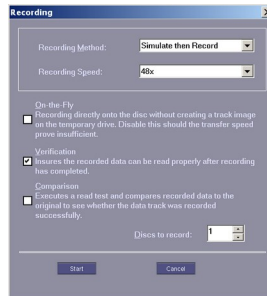 Recording
Recording Method: Simulate then Record
Recording Speed: 48x
On-the-Fly
Recording directly onto the disc without creating a track image
on the temporary drive. Disable this should the transfer speed
prove insufficient.
Verification
Insures the recorded data can be read properly after recording
has completed.
Comparison
Executes a read test and compares recorded data to the
original to see whether the data track was recorded
successfully.
Discs to record: 1
Start Cancel